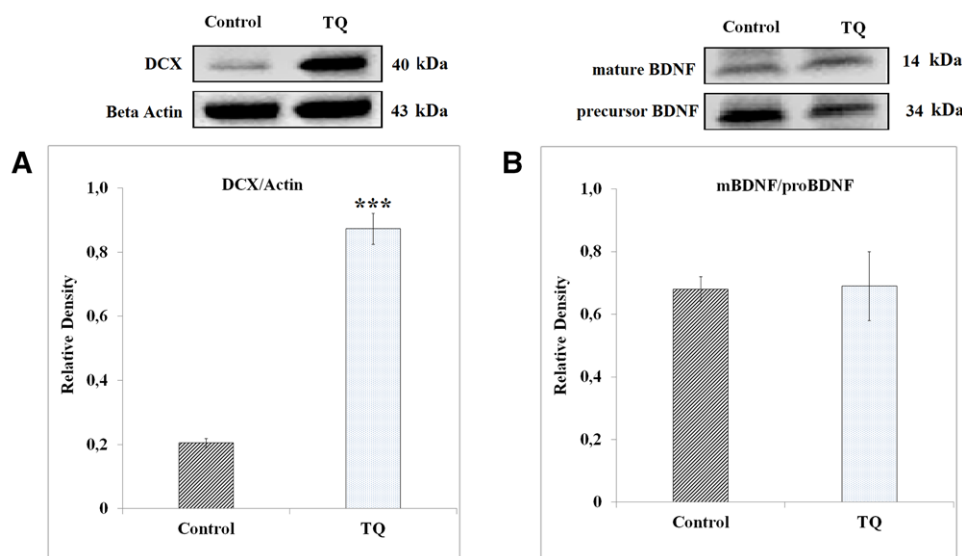 Control TQ
DCX 40 kDa
Beta Actin 43 kDa
A
DCX/Actin
Relative Density
1,0
***
0,8
0,6
0,4
0,2
0
Control TQ
Control TQ
mature BDNF 14 kDa
precursor BDNF 34 kDa
B
mBDNF/proBDNF
Relative Density
1,0
0,8
0,6
0,4
0,2
0
Control TQ